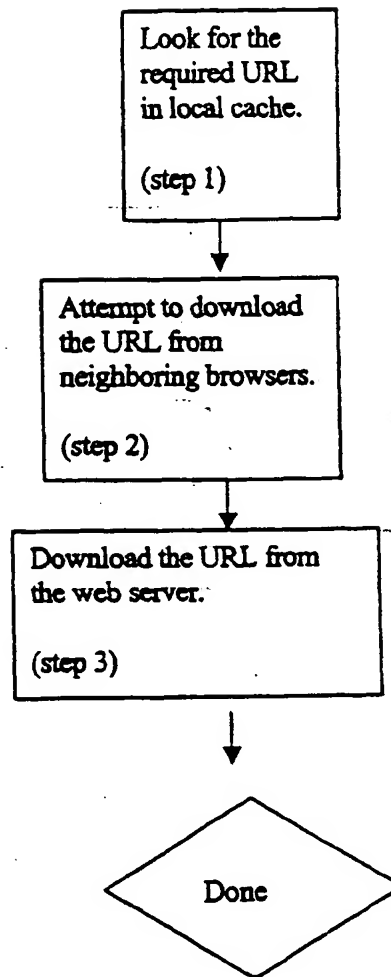 Look for the
required URL
in local cache.
(step 1)
Attempt to download
the URL from
neighboring browsers.
(step 2)
Download the URL from
the web server.
(step 3)
Done